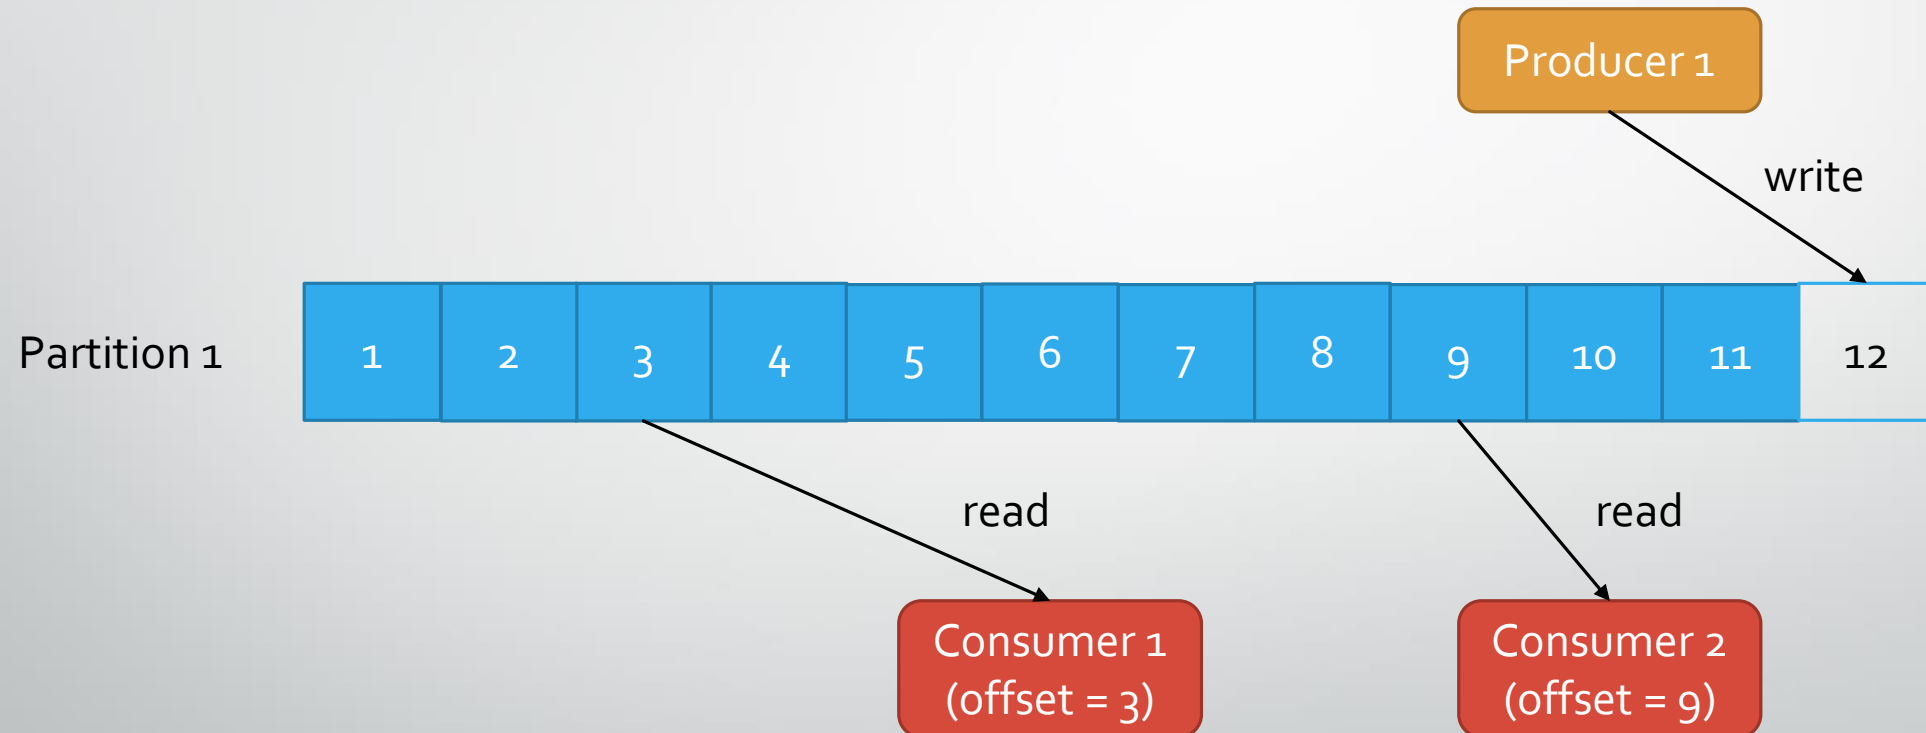 Producer 1
write
Partition 1
1 2 3 4 5 6 7 8 9 10 11 12
read
read
Consumer 1
(offset = 3)
Consumer 2
(offset = 9)